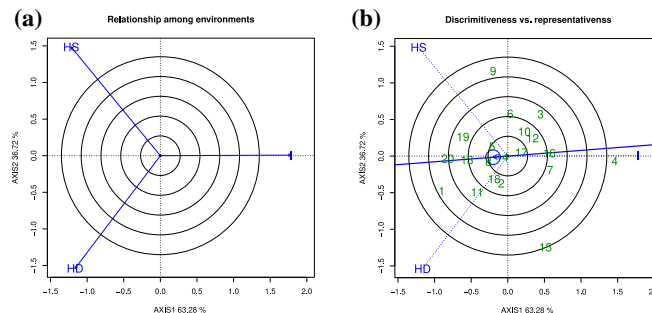 (a) Relationship among environments
HS
I
HD
AXIS2 36.72 %
1.5
1.0
0.5
0.0
−0.5
−1.0
−1.5
−1.5 −1.0 −0.5 0.0 0.5 1.0 1.5 2.0
AXIS1 63.28 %
(b) Discrimitiveness vs. representativenss
HS
9
6 3
10
19 12
5
17 16
20 13 8 4
7
I
18
2
11
15
HD
AXIS2 36.72 %
1.5
1.0
0.5
0.0
−0.5
−1.0
−1.5
−1.5 −1.0 −0.5 0.0 0.5 1.0 1.5 2.0
AXIS1 63.28 %